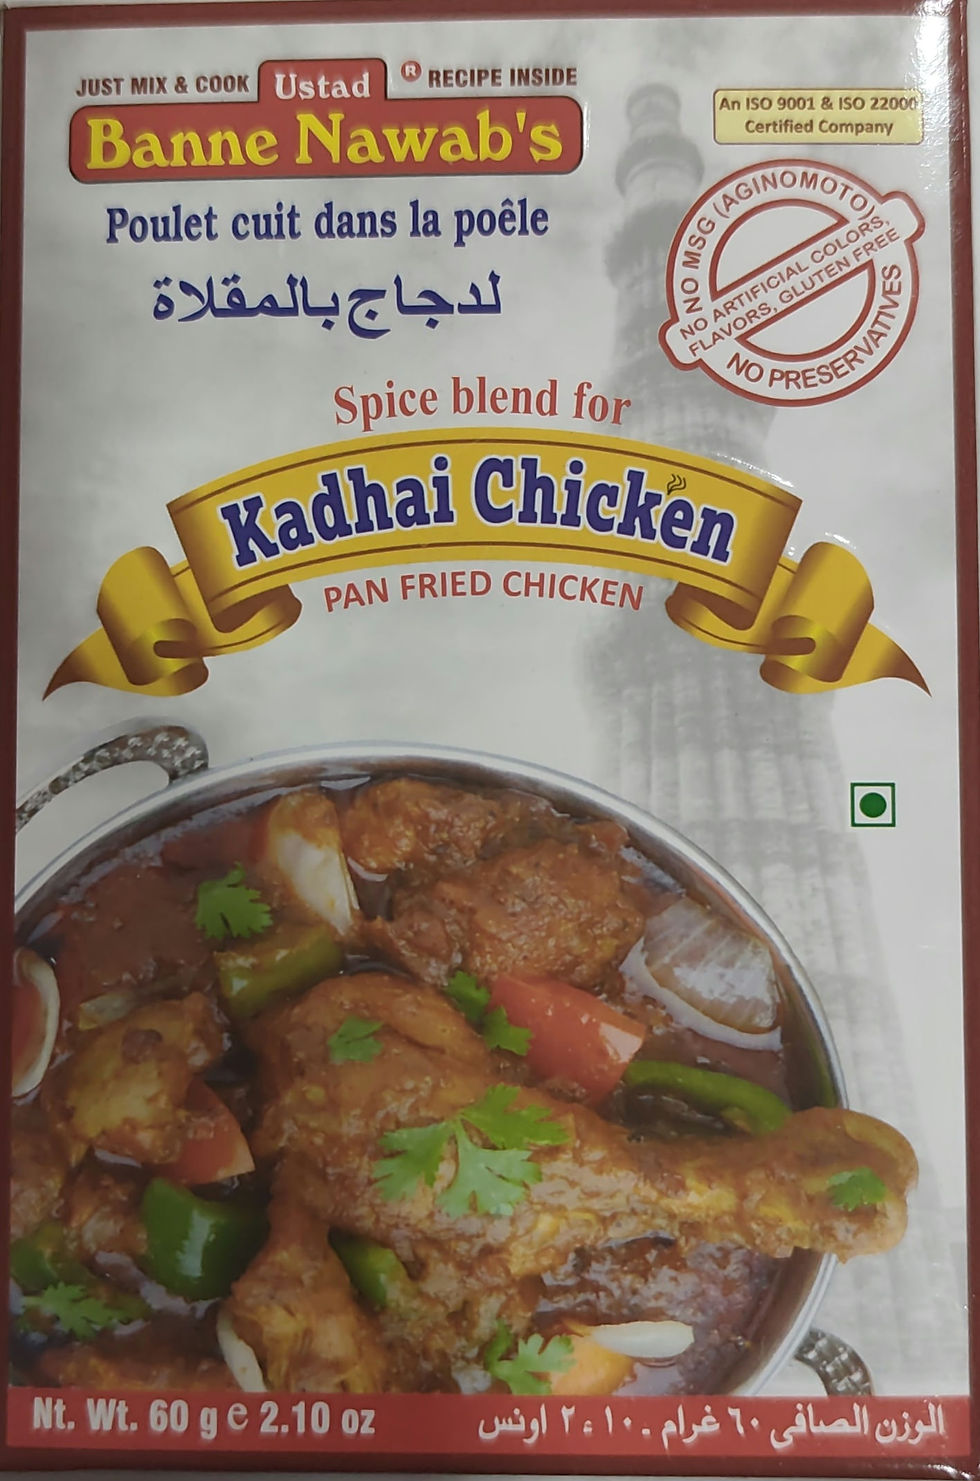 JUST MIX & COOK Ustad ® RECIPE INSIDE
Banne Nawab's
An ISO 9001 & ISO 22000
Certified Company
Poulet cuit dans la poêle
لدجاج بالمقلاة
NO MSG (AGINOMOTO)
NO ARTIFICIAL COLORS,
FLAVORS, GLUTEN FREE
NO PRESERVATIVES
Spice blend for
Kadhai Chicken
PAN FRIED CHICKEN
Nt. Wt. 60 g e 2.10 oz
الوزن الصافى ٦٠ غرام ـ ٢،١٠ اونس